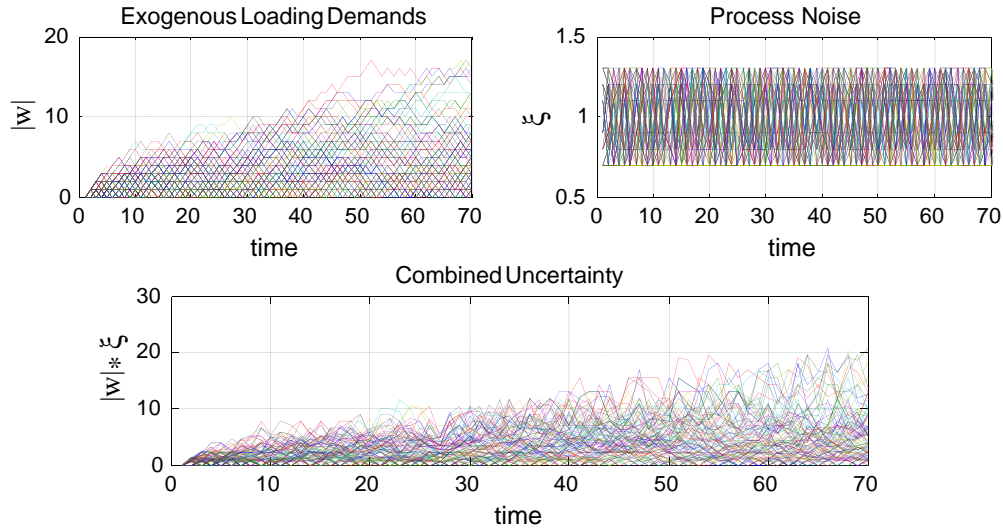 Exogenous Loading Demands
20
10
0
|w|
0 10 20 30 40 50 60 70
time
Process Noise
1.5
1
0.5
ξ
0 10 20 30 40 50 60 70
time
Combined Uncertainty
30
20
10
0
|w|* ξ
0 10 20 30 40 50 60 70
time